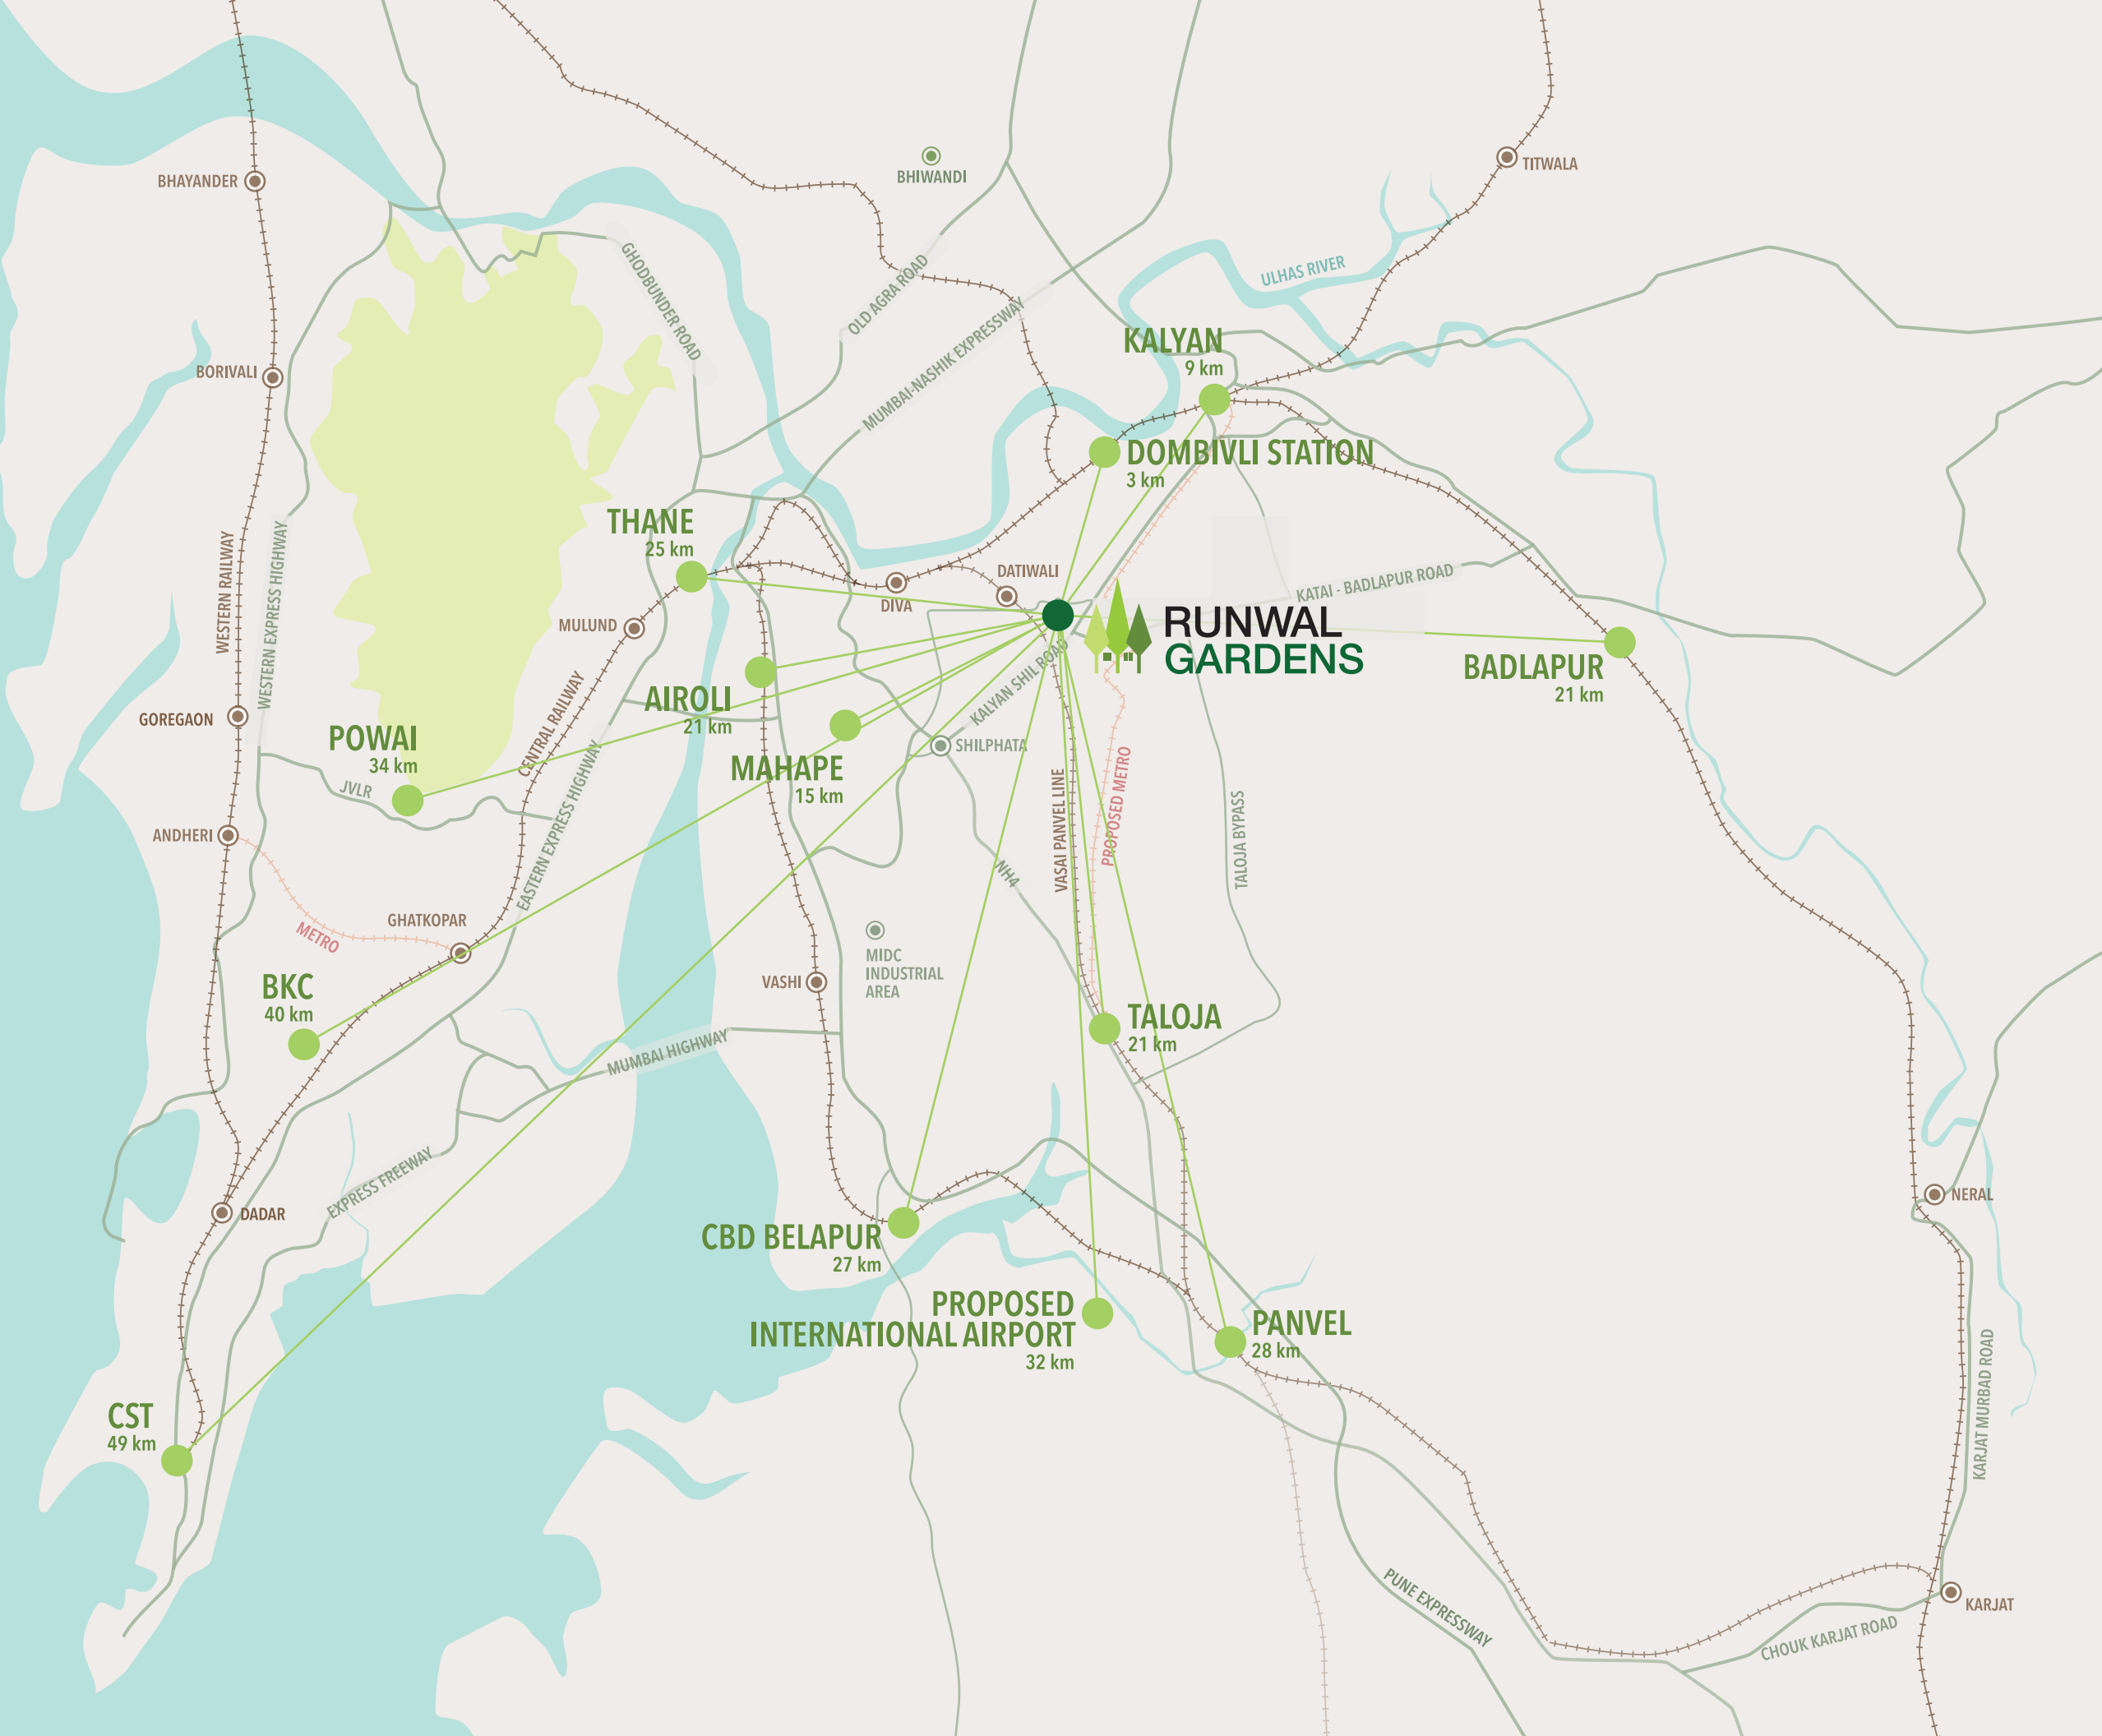 TITWALA
BHIWANDI
BHAYANDER
ULHAS RIVER
GHODBUNDER ROAD
OLD AGRA ROAD
MUMBAI-NASHIK EXPRESSWAY
KALYAN
9 km
BORIVALI
DOMBIVLI STATION
3 km
THANE
25 km
WESTERN RAILWAY
WESTERN EXPRESS HIGHWAY
DATIWALI
DIVA
KATAI - BADLAPUR ROAD
MULUND
RUNWAL
GARDENS
BADLAPUR
21 km
KALYAN SHIL ROAD
AIROLI
21 km
GOREGAON
CENTRAL RAILWAY
POWAI
34 km
JVLR
SHILPHATA
MAHAPE
15 km
EASTERN EXPRESS HIGHWAY
VASAI PANVEL LINE
PROPOSED METRO
TALOJA BYPASS
ANDHERI
NH4
METRO
GHATKOPAR
MIDC
INDUSTRIAL
AREA
VASHI
BKC
40 km
TALOJA
21 km
MUMBAI HIGHWAY
EXPRESS FREEWAY
DADAR
NERAL
CBD BELAPUR
27 km
PROPOSED
INTERNATIONAL AIRPORT
32 km
PANVEL
28 km
KARJAT MURBAD ROAD
CST
49 km
PUNE EXPRESSWAY
CHOUK KARJAT ROAD
KARJAT